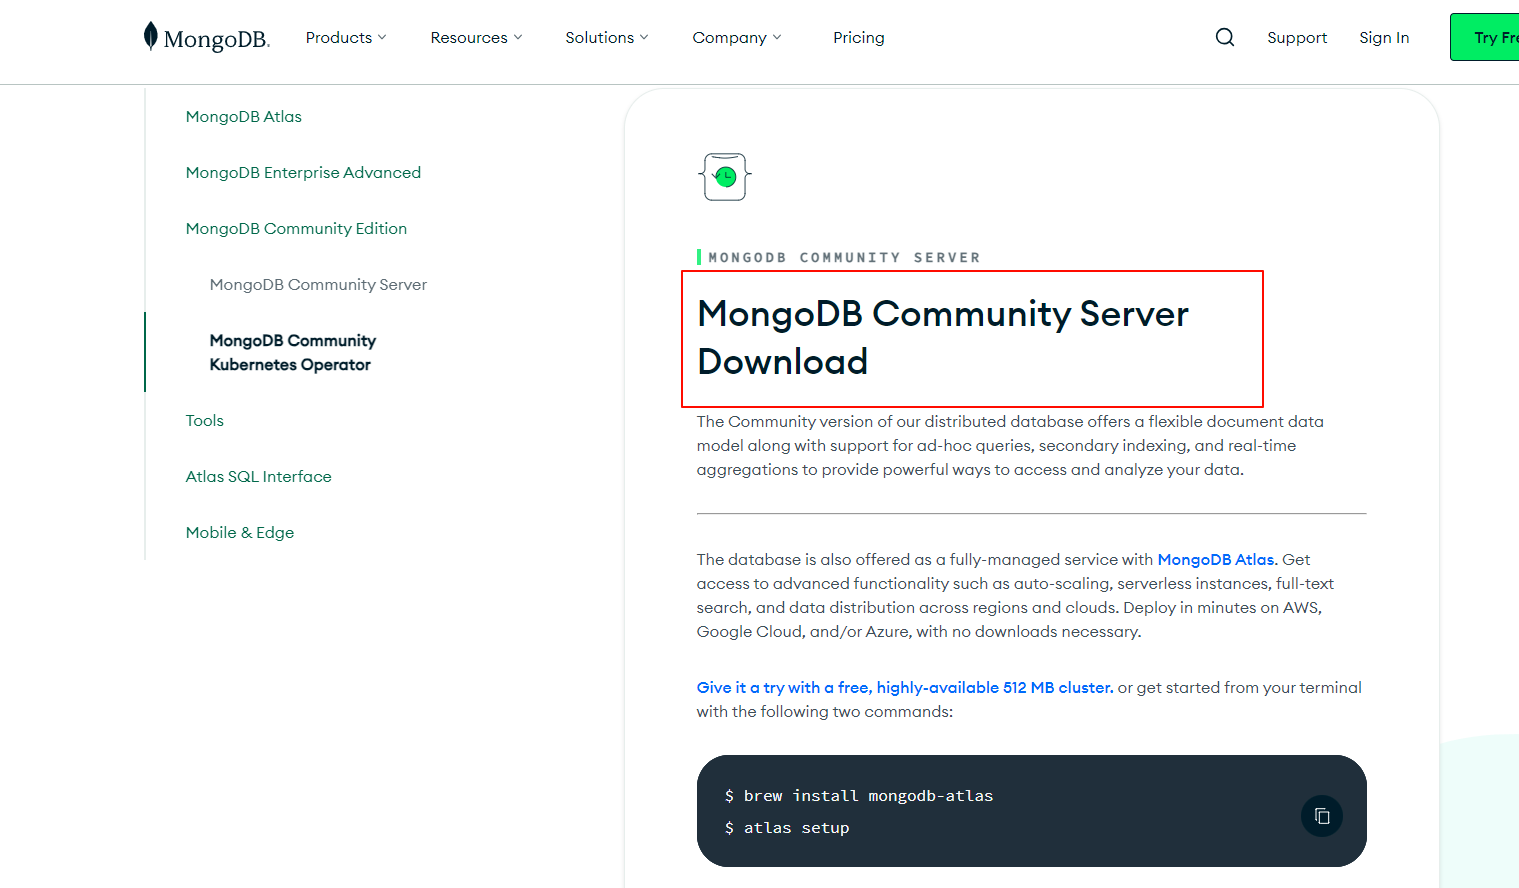 MongoDB.
Products
Resources
Solutions
Company
Pricing
Support
Sign In
Try Fre
MongoDB Atlas
MongoDB Enterprise Advanced
MongoDB Community Edition
MongoDB Community Server
MongoDB Community
Kubernetes Operator
Tools
Atlas SQL Interface
Mobile & Edge
MONGODB COMMUNITY SERVER
MongoDB Community Server
Download
The Community version of our distributed database offers a flexible document data
model along with support for ad-hoc queries, secondary indexing, and real-time
aggregations to provide powerful ways to access and analyze your data.
The database is also offered as a fully-managed service with MongoDB Atlas. Get
access to advanced functionality such as auto-scaling, serverless instances, full-text
search, and data distribution across regions and clouds. Deploy in minutes on AWS,
Google Cloud, and/or Azure, with no downloads necessary.
Give it a try with a free, highly-available 512 MB cluster. or get started from your terminal
with the following two commands:
$ brew install mongodb-atlas
$ atlas setup